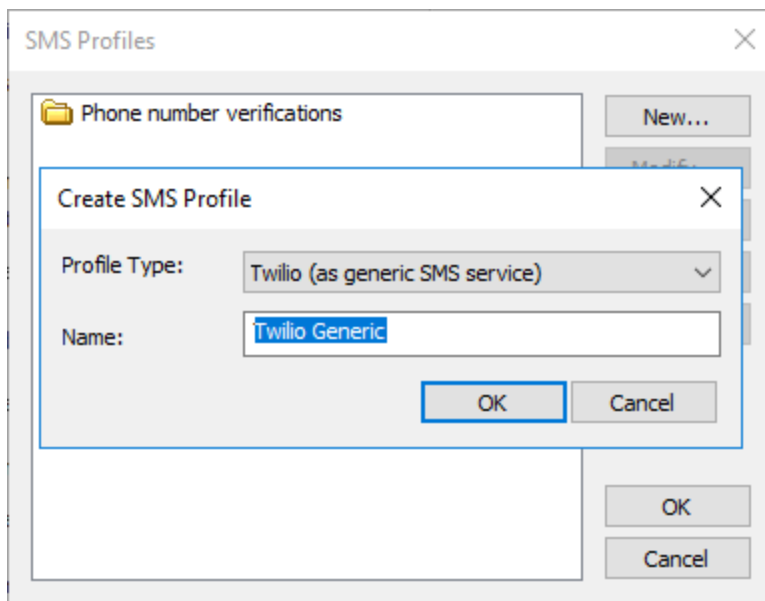 SMS Profiles
Phone number verifications
New...
Modify...
Create SMS Profile
Profile Type:
Twilio (as generic SMS service)
Name:
Twilio Generic
OK
Cancel
OK
Cancel